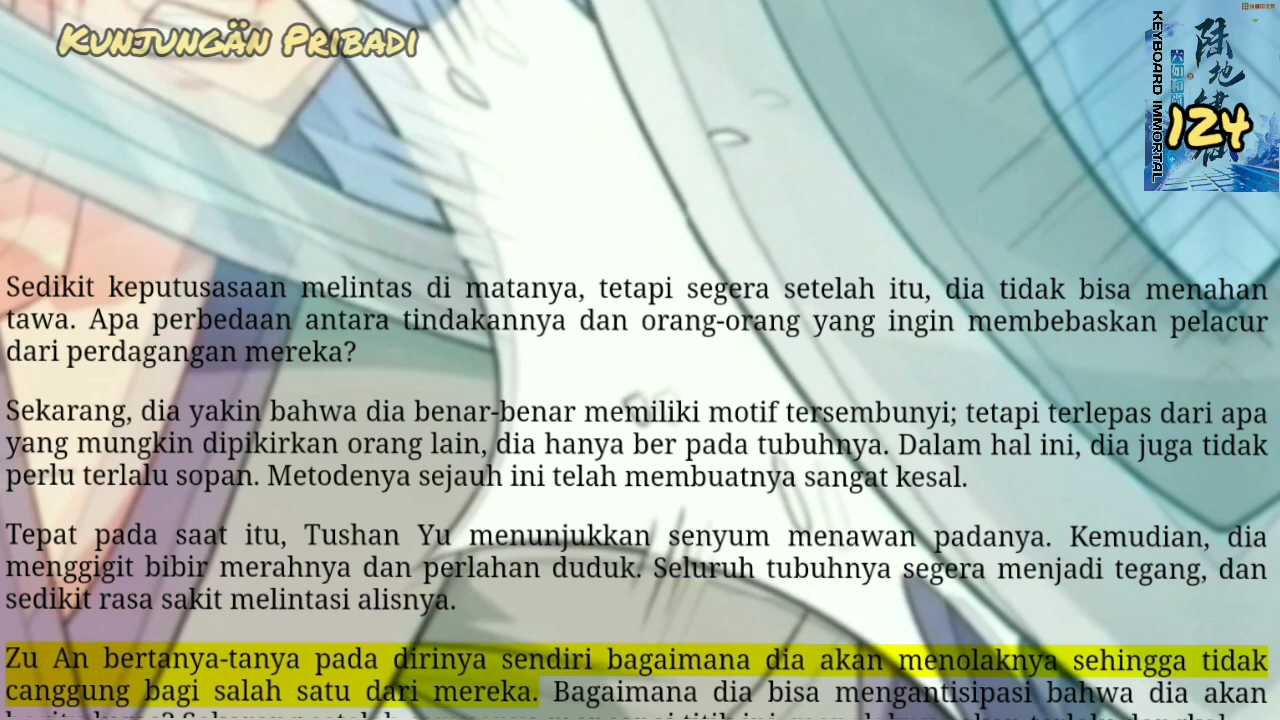 Kunjungän Pribadi
KEYBOARD IMMORTAL
124
Sedikit keputusasaan melintas di matanya, tetapi segera setelah itu, dia tidak bisa menahan
tawa. Apa perbedaan antara tindakannya dan orang-orang yang ingin membebaskan pelacur
dari perdagangan mereka?
Sekarang, dia yakin bahwa dia benar-benar memiliki motif tersembunyi; tetapi terlepas dari apa
yang mungkin dipikirkan orang lain, dia hanya ber pada tubuhnya. Dalam hal ini, dia juga tidak
perlu terlalu sopan. Metodenya sejauh ini telah membuatnya sangat kesal.
Tepat pada saat itu, Tushan Yu menunjukkan senyum menawan padanya. Kemudian, dia
menggigit bibir merahnya dan perlahan duduk. Seluruh tubuhnya segera menjadi tegang, dan
sedikit rasa sakit melintasi alisnya.
Zu An bertanya-tanya pada dirinya sendiri bagaimana dia akan menolaknya sehingga tidak
canggung bagi salah satu dari mereka. Bagaimana dia bisa mengantisipasi bahwa dia akan